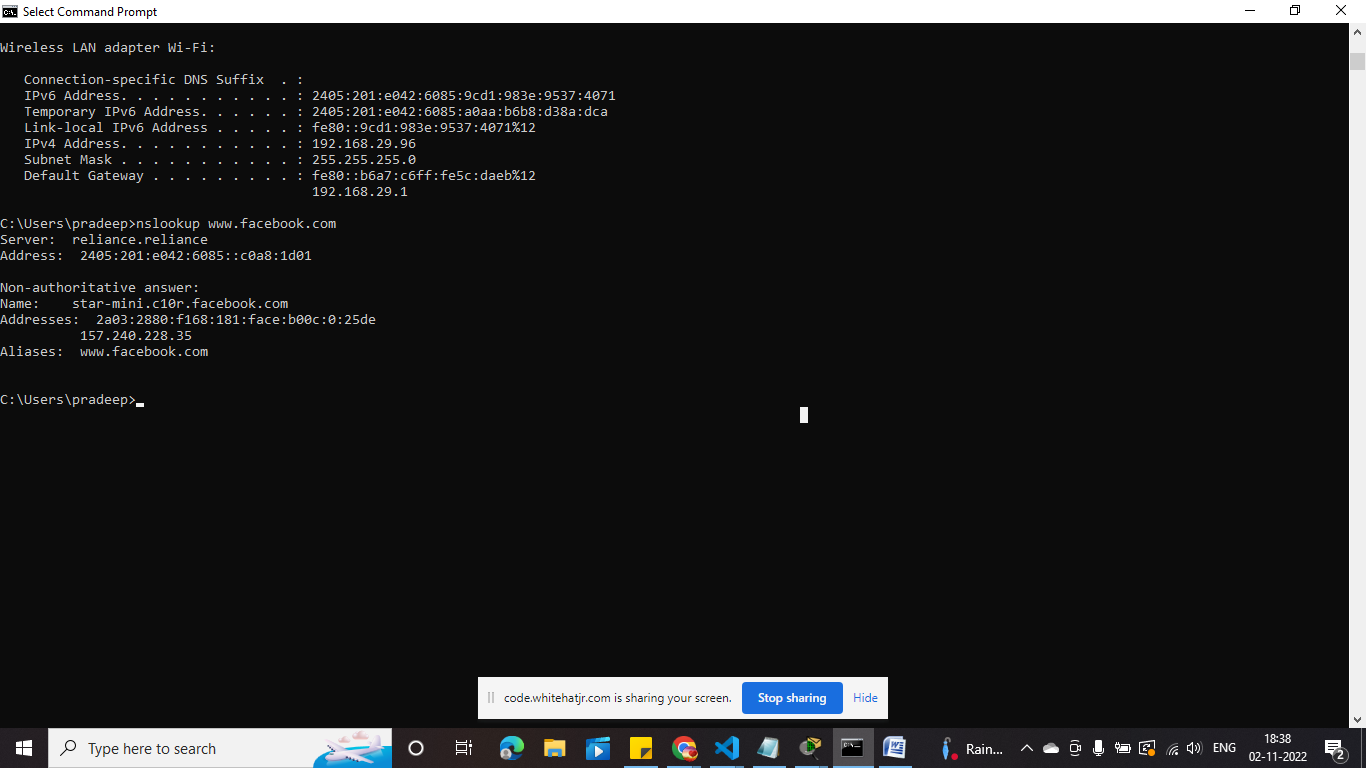 Select Command Prompt
Wireless LAN adapter Wi-Fi:
Connection-specific DNS Suffix  . :
IPv6 Address. . . . . . . . . . . : 2405:201:e042:6085:9cd1:983e:9537:4071
Temporary IPv6 Address. . . . . . : 2405:201:e042:6085:a0aa:b6b8:d38a:dca
Link-local IPv6 Address . . . . . : fe80::9cd1:983e:9537:4071%12
IPv4 Address. . . . . . . . . . . : 192.168.29.96
Subnet Mask . . . . . . . . . . . : 255.255.255.0
Default Gateway . . . . . . . . . : fe80::b6a7:c6ff:fe5c:daeb%12
192.168.29.1
C:\Users\pradeep>nslookup www.facebook.com
Server:  reliance.reliance
Address:  2405:201:e042:6085::c0a8:1d01
Non-authoritative answer:
Name:    star-mini.c10r.facebook.com
Addresses:  2a03:2880:f168:181:face:b00c:0:25de
157.240.228.35
Aliases:  www.facebook.com
C:\Users\pradeep>
code.whitehatjr.com is sharing your screen. Stop sharing Hide
Type here to search Rain... ENG 18:38
02-11-2022 2